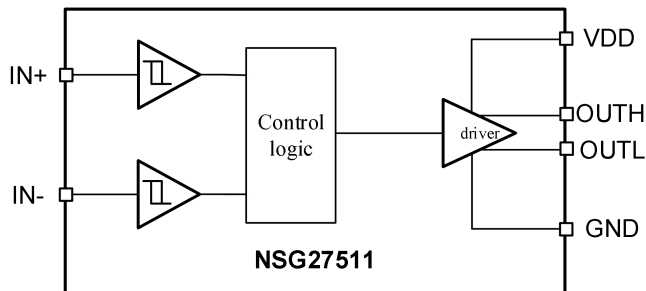 VDD
IN+
Control
logic
driver
OUTH
OUTL
IN-
GND
NSG27511